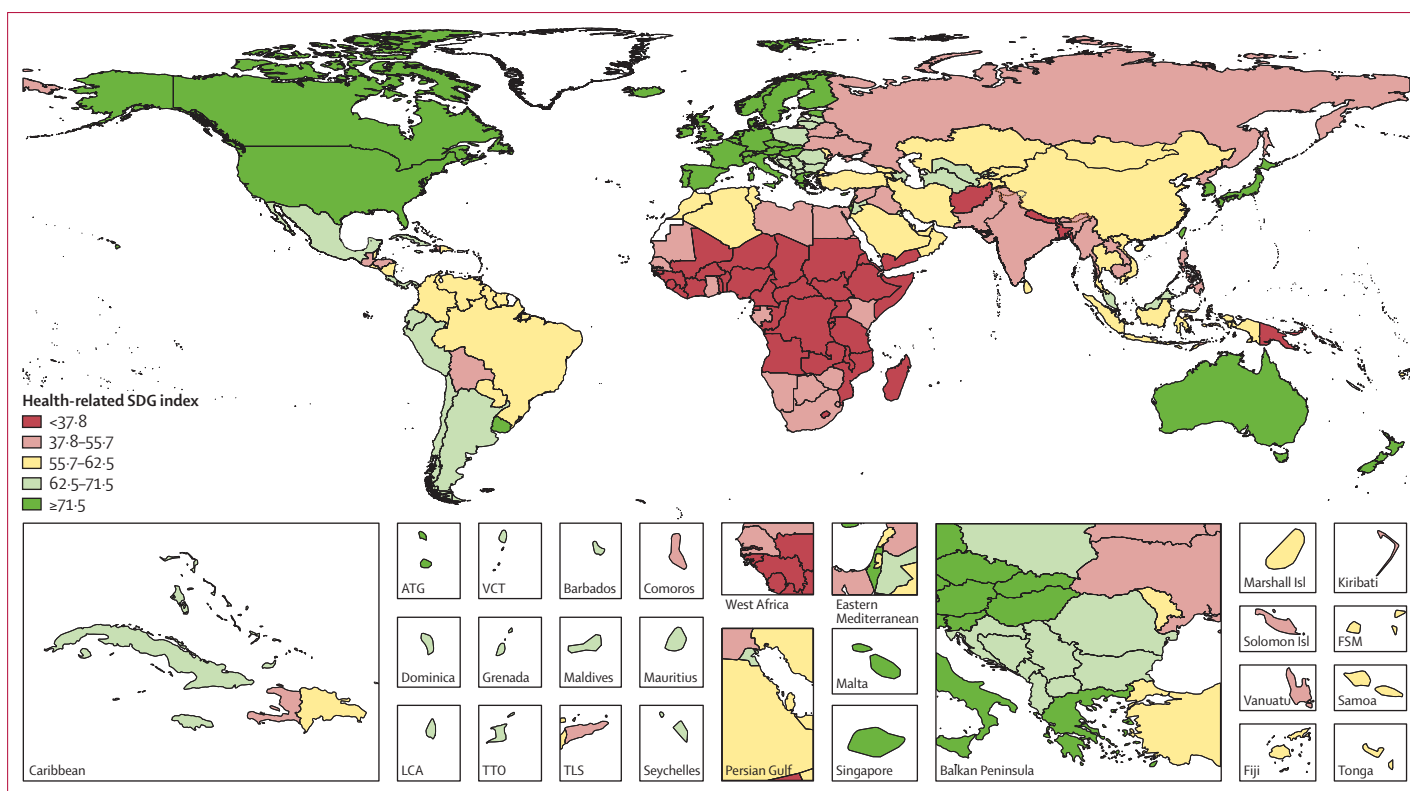 Health-related SDG index
<37·8
37·8–55·7
55·7–62·5
62·5–71·5
≥71·5
Caribbean
ATG
VCT
Barbados
Comoros
West Africa
Eastern
Mediterranean
Marshall Isl
Kiribati
Dominica
Grenada
Maldives
Mauritius
Malta
Solomon Isl
FSM
Vanuatu
Samoa
LCA
TTO
TLS
Seychelles
Persian Gulf
Singapore
Balkan Peninsula
Fiji
Tonga